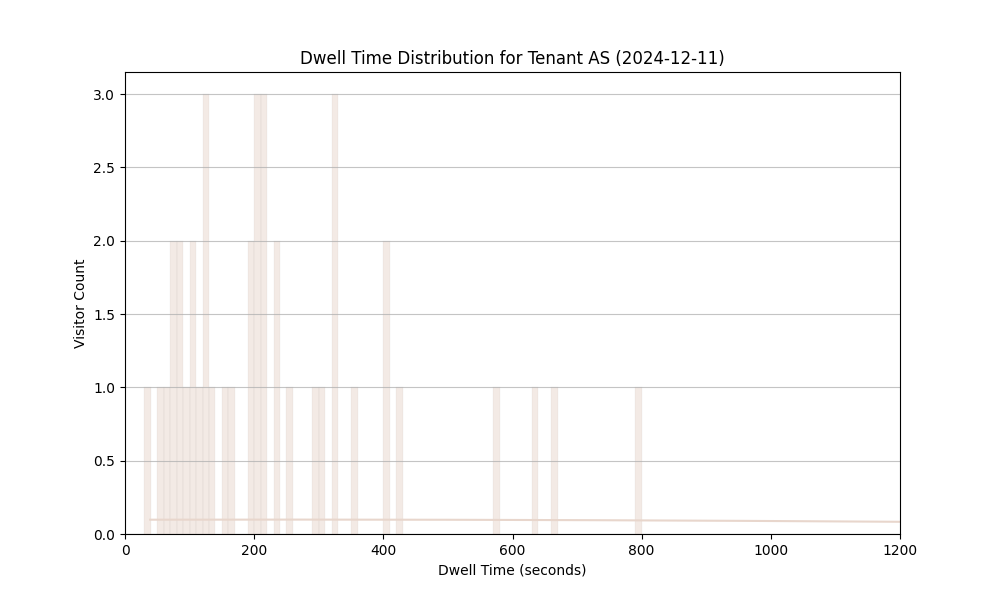 Dwell Time Distribution for Tenant AS (2024-12-11)
3.0
2.5
2.0
1.5
1.0
0.5
0.0
Visitor Count
0 200 400 600 800 1000 1200
Dwell Time (seconds)